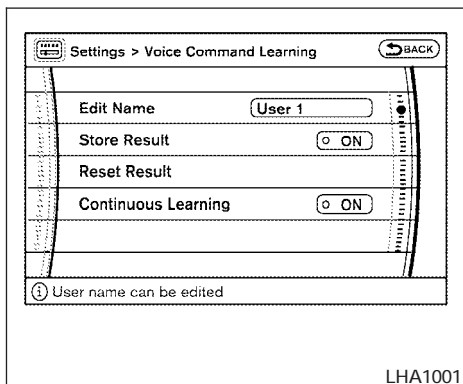 Settings > Voice Command Learning BACK
Edit Name User 1
Store Result ON
Reset Result
Continuous Learning ON
User name can be edited
LHA1001